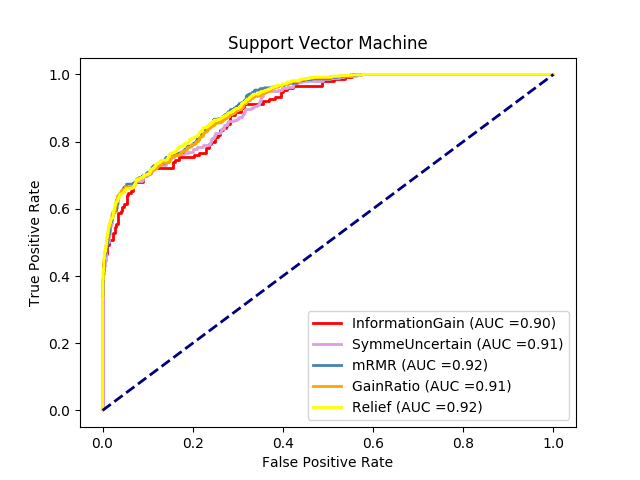 Support Vector Machine
True Positive Rate
1.0
0.8
0.6
0.4
0.2
0.0
InformationGain (AUC =0.90)
SymmeUncertain (AUC =0.91)
mRMR (AUC =0.92)
GainRatio (AUC =0.91)
Relief (AUC =0.92)
0.0 0.2 0.4 0.6 0.8 1.0
False Positive Rate